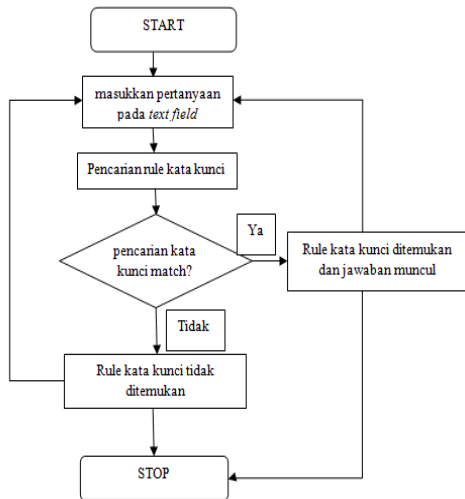 START
masukkan pertanyaan
pada text field
Pencarian rule kata kunci
pencarian kata
kunci match?
Ya
Rule kata kunci ditemukan
dan jawaban muncul
Tidak
Rule kata kunci tidak
ditemukan
STOP